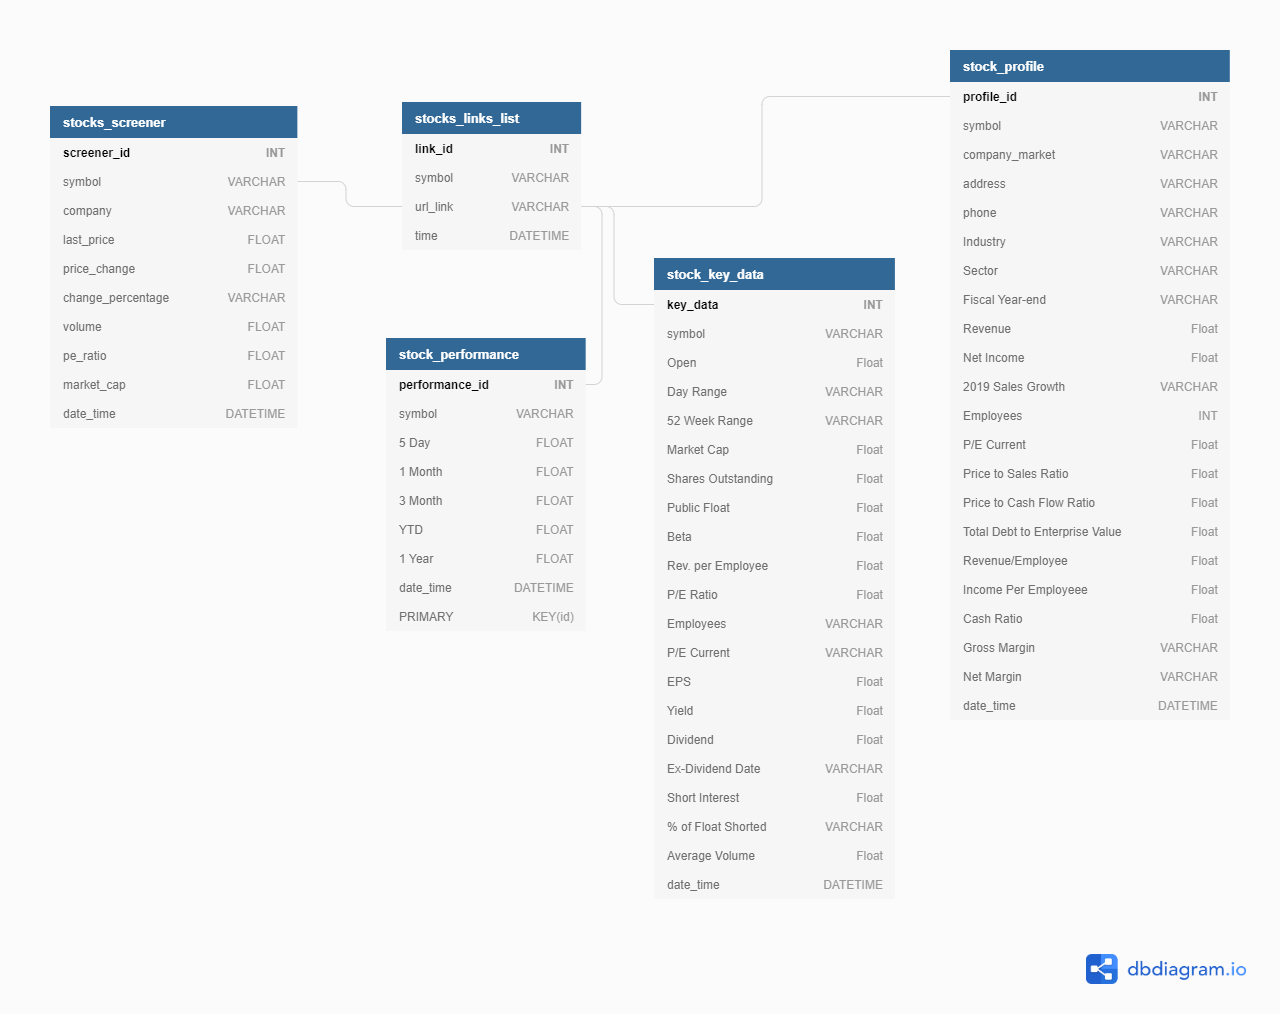 stocks_screener
screener_id INT
symbol VARCHAR
company VARCHAR
last_price FLOAT
price_change FLOAT
change_percentage VARCHAR
volume FLOAT
pe_ratio FLOAT
market_cap FLOAT
date_time DATETIME
stocks_links_list
link_id INT
symbol VARCHAR
url_link VARCHAR
time DATETIME
stock_performance
performance_id INT
symbol VARCHAR
5 Day FLOAT
1 Month FLOAT
3 Month FLOAT
YTD FLOAT
1 Year FLOAT
date_time DATETIME
PRIMARY KEY(id)
stock_key_data
key_data INT
symbol VARCHAR
Open Float
Day Range VARCHAR
52 Week Range VARCHAR
Market Cap Float
Shares Outstanding Float
Public Float Float
Beta Float
Rev. per Employee Float
P/E Ratio Float
Employees VARCHAR
P/E Current VARCHAR
EPS Float
Yield Float
Dividend Float
Ex-Dividend Date VARCHAR
Short Interest Float
% of Float Shorted VARCHAR
Average Volume Float
date_time DATETIME
stock_profile
profile_id INT
symbol VARCHAR
company_market VARCHAR
address VARCHAR
phone VARCHAR
Industry VARCHAR
Sector VARCHAR
Fiscal Year-end VARCHAR
Revenue Float
Net Income Float
2019 Sales Growth VARCHAR
Employees INT
P/E Current Float
Price to Sales Ratio Float
Price to Cash Flow Ratio Float
Total Debt to Enterprise Value Float
Revenue/Employee Float
Income Per Employeee Float
Cash Ratio Float
Gross Margin VARCHAR
Net Margin VARCHAR
date_time DATETIME
dbdiagram.io